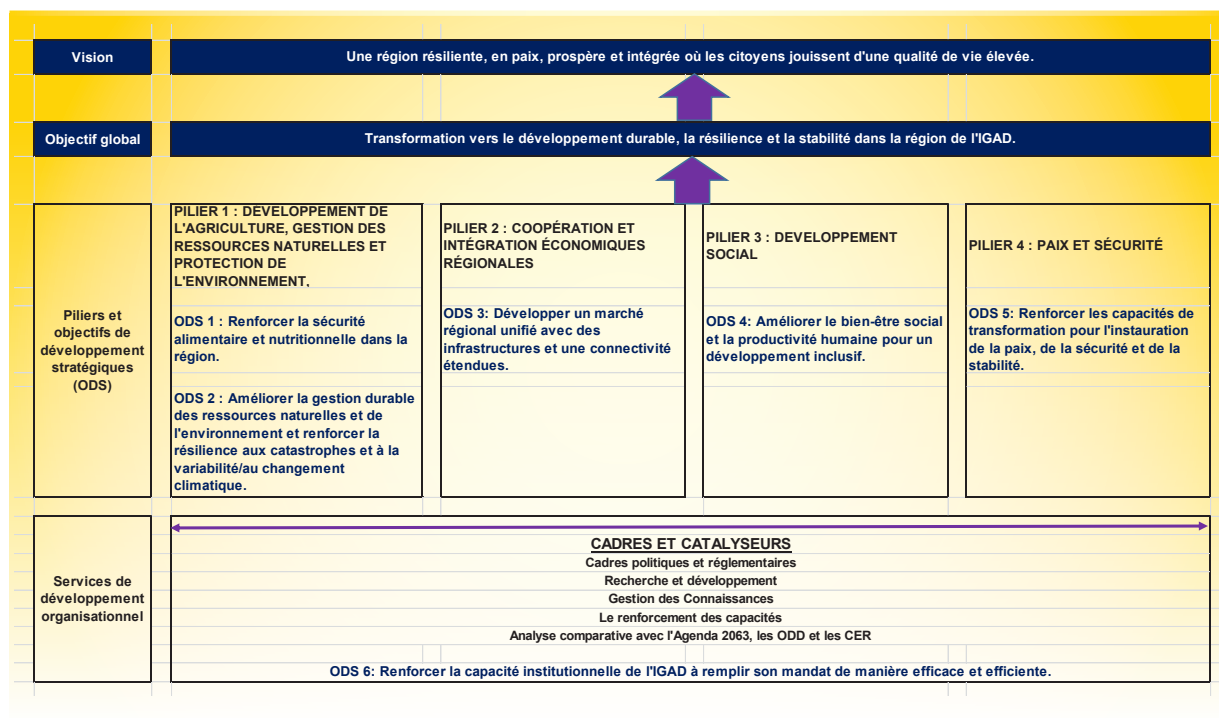 Vision
Une région résiliente, en paix, prospère et intégrée où les citoyens jouissent d'une qualité de vie élevée.
Objectif global
Transformation vers le développement durable, la résilience et la stabilité dans la région de l'IGAD.
Piliers et
objectifs de
développement
stratégiques
(ODS)
PILIER 1 : DÉVELOPPEMENT DE
L'AGRICULTURE, GESTION DES
RESSOURCES NATURELLES ET
PROTECTION DE
L'ENVIRONNEMENT,
ODS 1 : Renforcer la sécurité
alimentaire et nutritionnelle dans la
région.
ODS 2 : Améliorer la gestion durable
des ressources naturelles et de
l'environnement et renforcer la
résilience aux catastrophes et à la
variabilité/au changement
climatique.
PILIER 2 : COOPÉRATION ET
INTÉGRATION ÉCONOMIQUES
RÉGIONALES
ODS 3: Développer un marché
régional unifié avec des
infrastructures et une connectivité
étendues.
PILIER 3 : DEVELOPPEMENT
SOCIAL
ODS 4: Améliorer le bien-être social
et la productivité humaine pour un
développement inclusif.
PILIER 4 : PAIX ET SÉCURITÉ
ODS 5: Renforcer les capacités de
transformation pour l'instauration
de la paix, de la sécurité et de la
stabilité.
Services de
développement
organisationnel
CADRES ET CATALYSEURS
Cadres politiques et réglementaires
Recherche et développement
Gestion des Connaissances
Le renforcement des capacités
Analyse comparative avec l'Agenda 2063, les ODD et les CER
ODS 6: Renforcer la capacité institutionnelle de l'IGAD à remplir son mandat de manière efficace et efficiente.